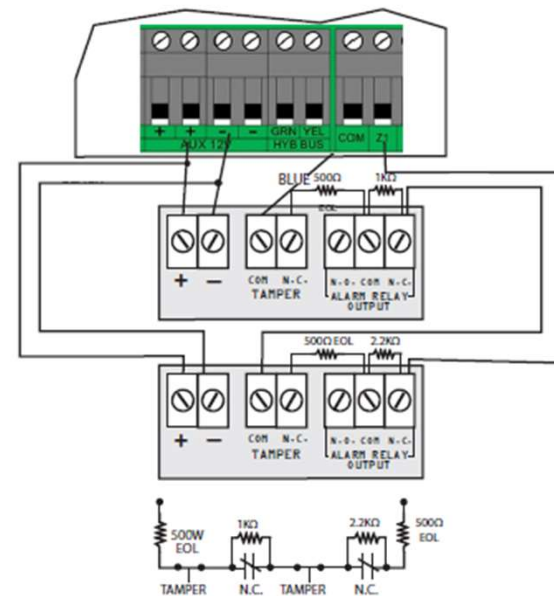 + + − − GRN YEL COM Z1
AUX 12V HYB BUS
BLUE 500Ω 1KΩ
EOL
+ −
COM N.C. N.O. COM N.C.
TAMPER ALARM RELAY
OUTPUT
500Ω EOL 2.2KΩ
+ −
COM N.C. N.O. COM N.C.
TAMPER ALARM RELAY
OUTPUT
1KΩ 2.2KΩ 500Ω
500W EOL
EOL
TAMPER N.C. TAMPER N.C.